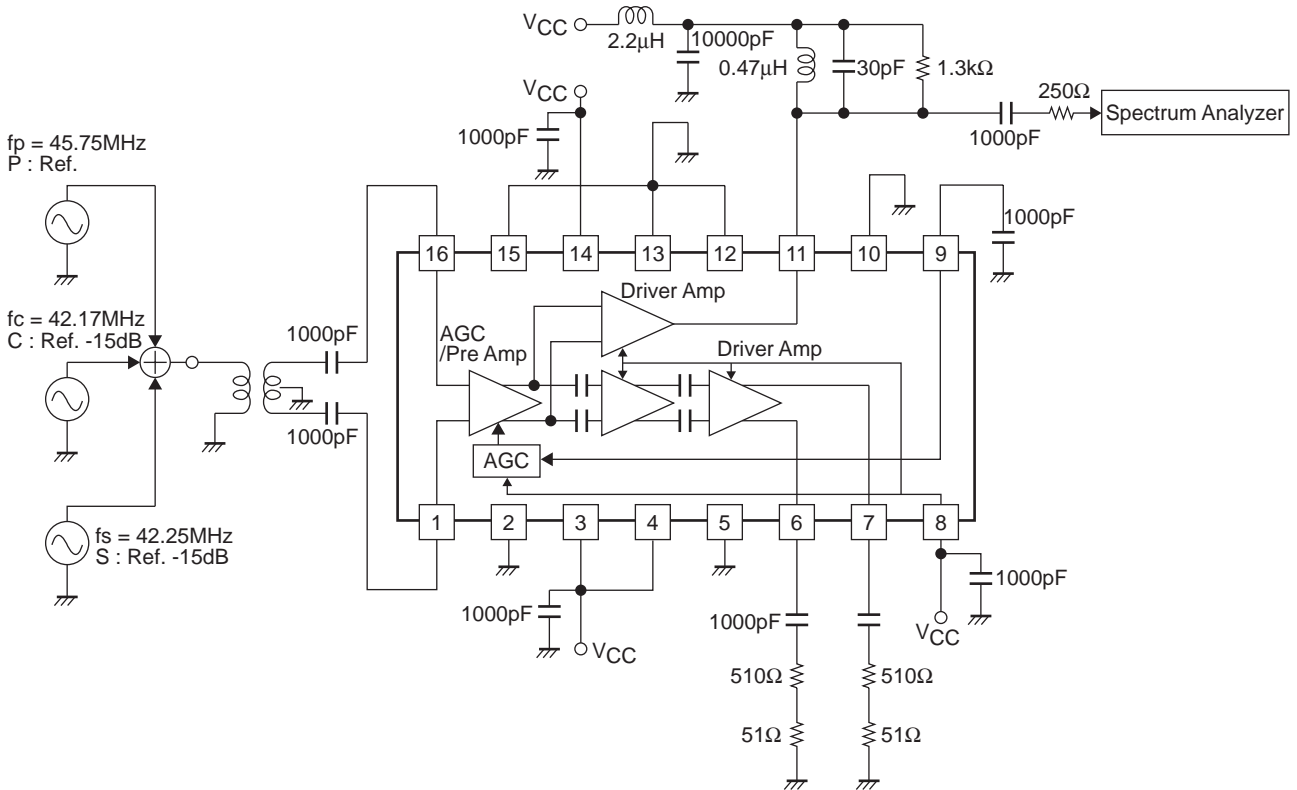 VCC
2.2μH
10000pF
0.47μH
30pF
1.3kΩ
250Ω
Spectrum Analyzer
1000pF
VCC
1000pF
fp = 45.75MHz
P : Ref.
1000pF
16
15
14
13
12
11
10
9
Driver Amp
fc = 42.17MHz
C : Ref. -15dB
1000pF
AGC
/Pre Amp
Driver Amp
1000pF
AGC
fs = 42.25MHz
S : Ref. -15dB
1
2
3
4
5
6
7
8
1000pF
VCC
1000pF
1000pF
VCC
510Ω
510Ω
51Ω
51Ω